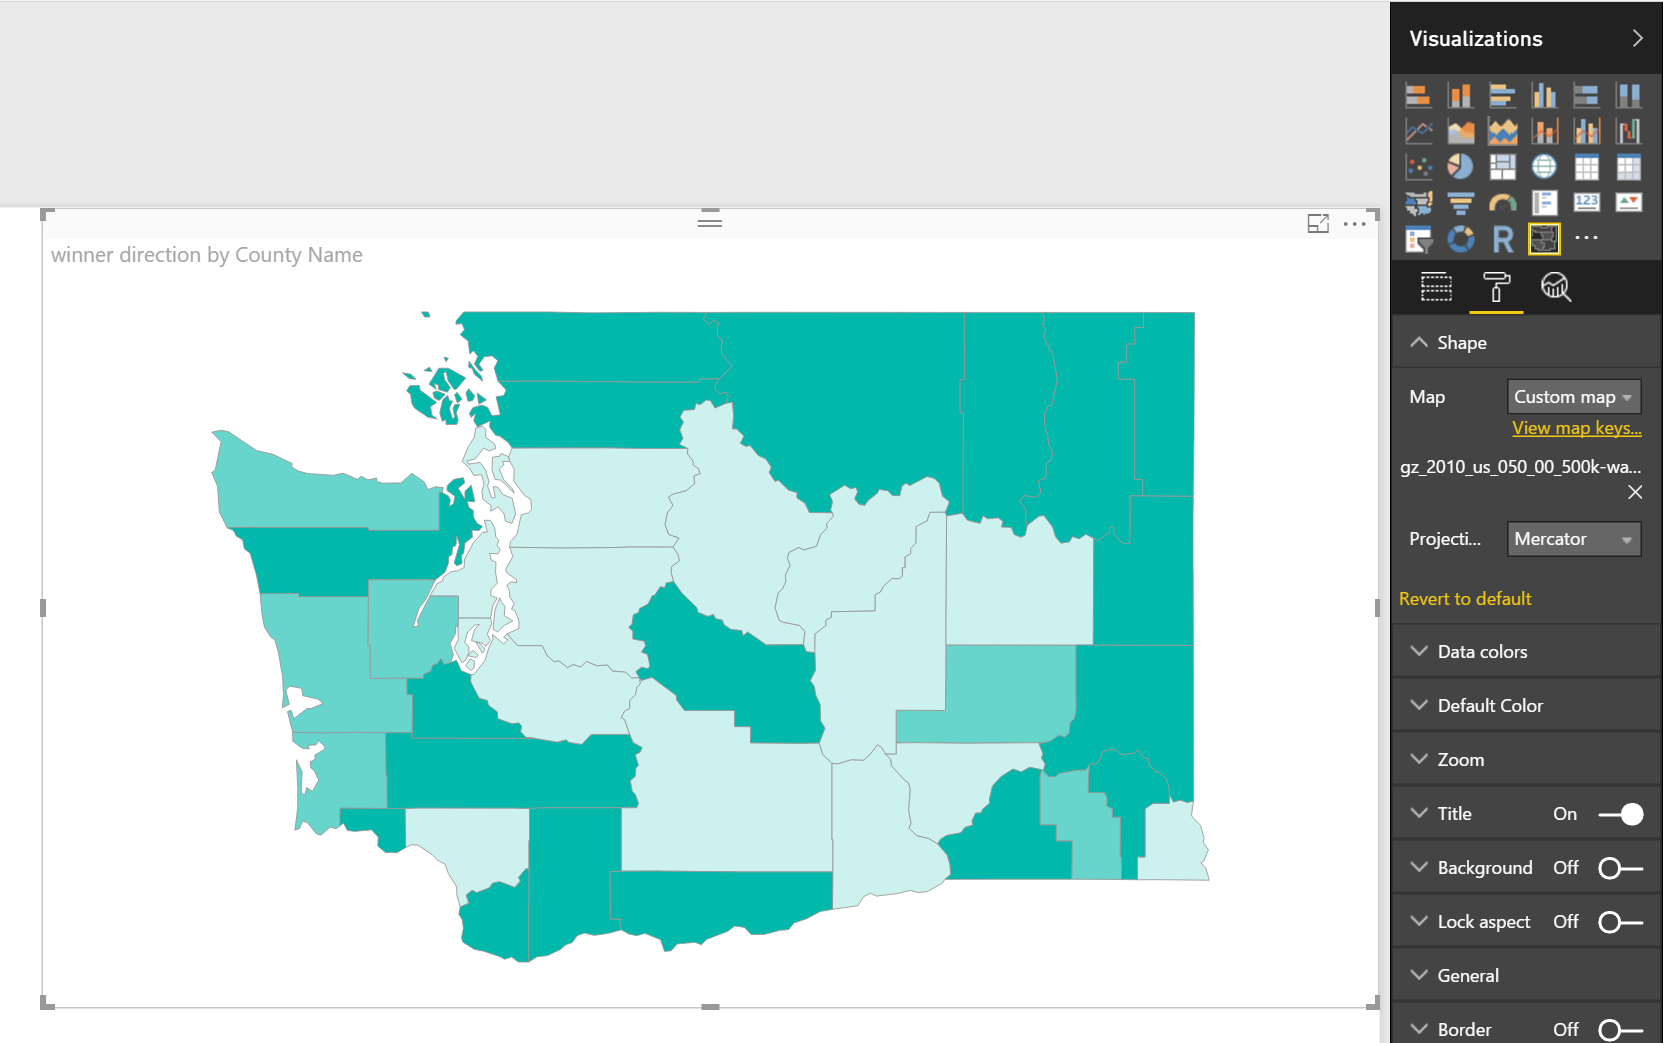 Visualizations
123
R
winner direction by County Name
Shape
Map Custom map
View map keys...
gz_2010_us_050_00_500k-wa...
Projecti... Mercator
Revert to default
Data colors
Default Color
Zoom
Title On
Background Off
Lock aspect Off
General
Border Off